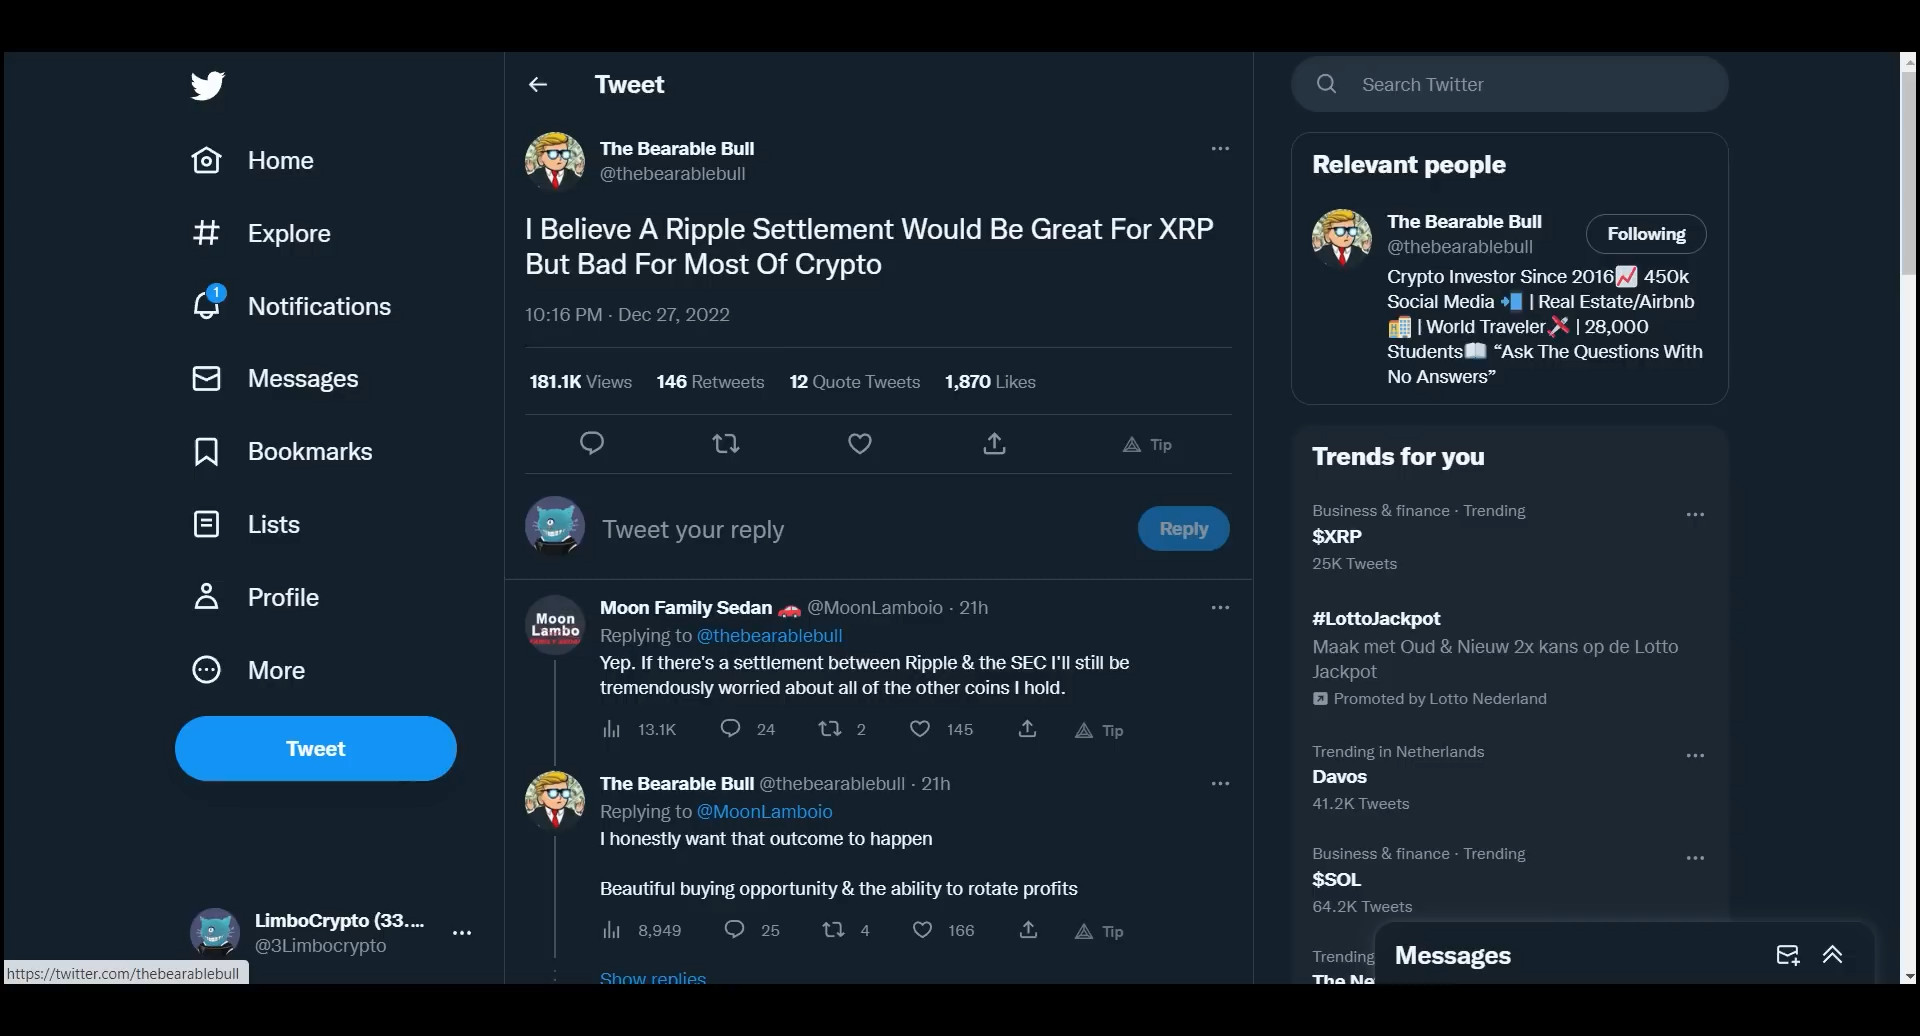 Home
Explore
1
Notifications
Messages
Bookmarks
Lists
Profile
More
Tweet
LimboCrypto (33....
@3Limbocrypto
https://twitter.com/thebearablebull
Tweet
The Bearable Bull
@thebearablebull
I Believe A Ripple Settlement Would Be Great For XRP
But Bad For Most Of Crypto
10:16 PM · Dec 27, 2022
181.1K Views 146 Retweets 12 Quote Tweets 1,870 Likes
Tip
Tweet your reply
Reply
Moon Lambo
Moon Family Sedan 🚗 @MoonLamboio · 21h
Replying to @thebearablebull
Yep. If there's a settlement between Ripple & the SEC I'll still be
tremendously worried about all of the other coins I hold.
13.1K 24 2 145 Tip
The Bearable Bull @thebearablebull · 21h
Replying to @MoonLamboio
I honestly want that outcome to happen
Beautiful buying opportunity & the ability to rotate profits
8,949 25 4 166 Tip
Show replies
Search Twitter
Relevant people
The Bearable Bull
@thebearablebull
Following
Crypto Investor Since 2016📈 450k
Social Media 📲 | Real Estate/Airbnb
🏨 | World Traveler✈️ | 28,000
Students📖 “Ask The Questions With
No Answers”
Trends for you
Business & finance · Trending
$XRP
25K Tweets
#LottoJackpot
Maak met Oud & Nieuw 2x kans op de Lotto
Jackpot
Promoted by Lotto Nederland
Trending in Netherlands
Davos
41.2K Tweets
Business & finance · Trending
$SOL
64.2K Tweets
Trending
The Ne
Messages